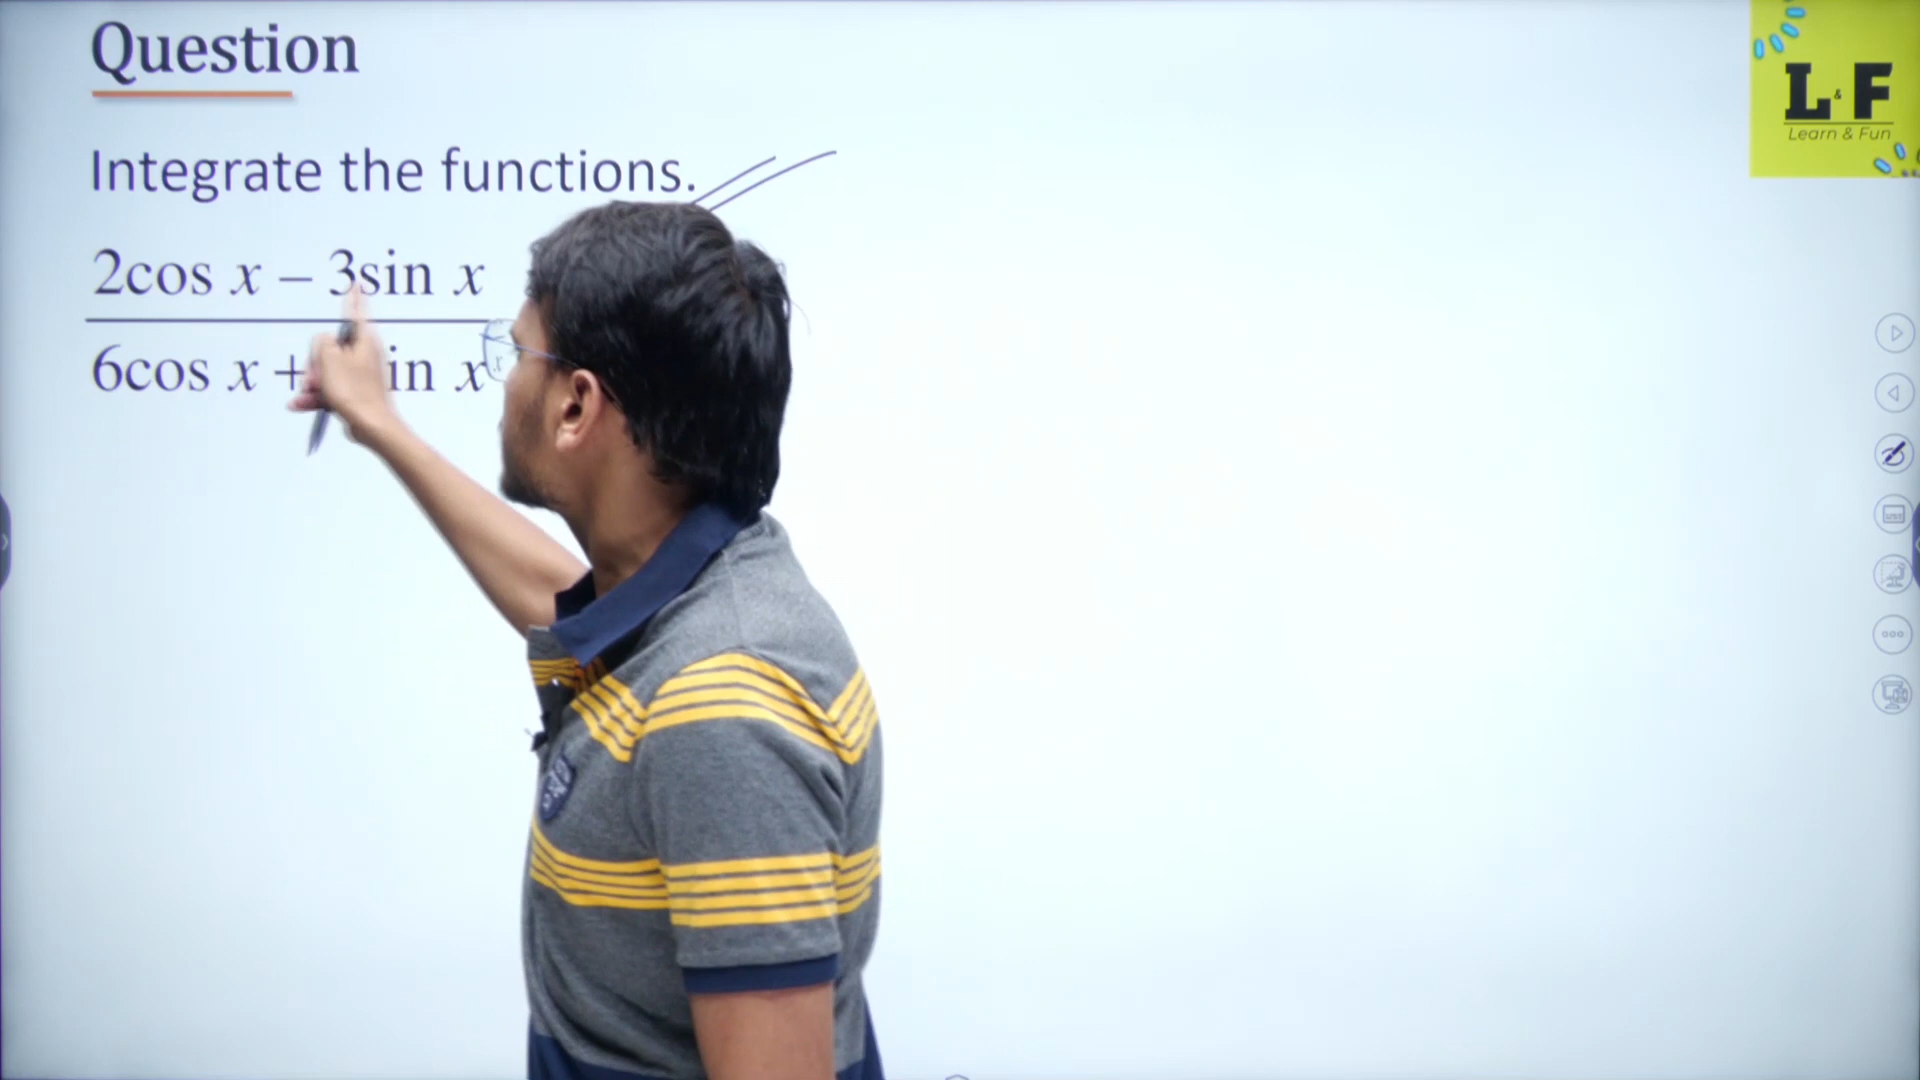 Question
Integrate the functions.
2cos x – 3sin x
6cos x + in x
L & F
Learn & Fun